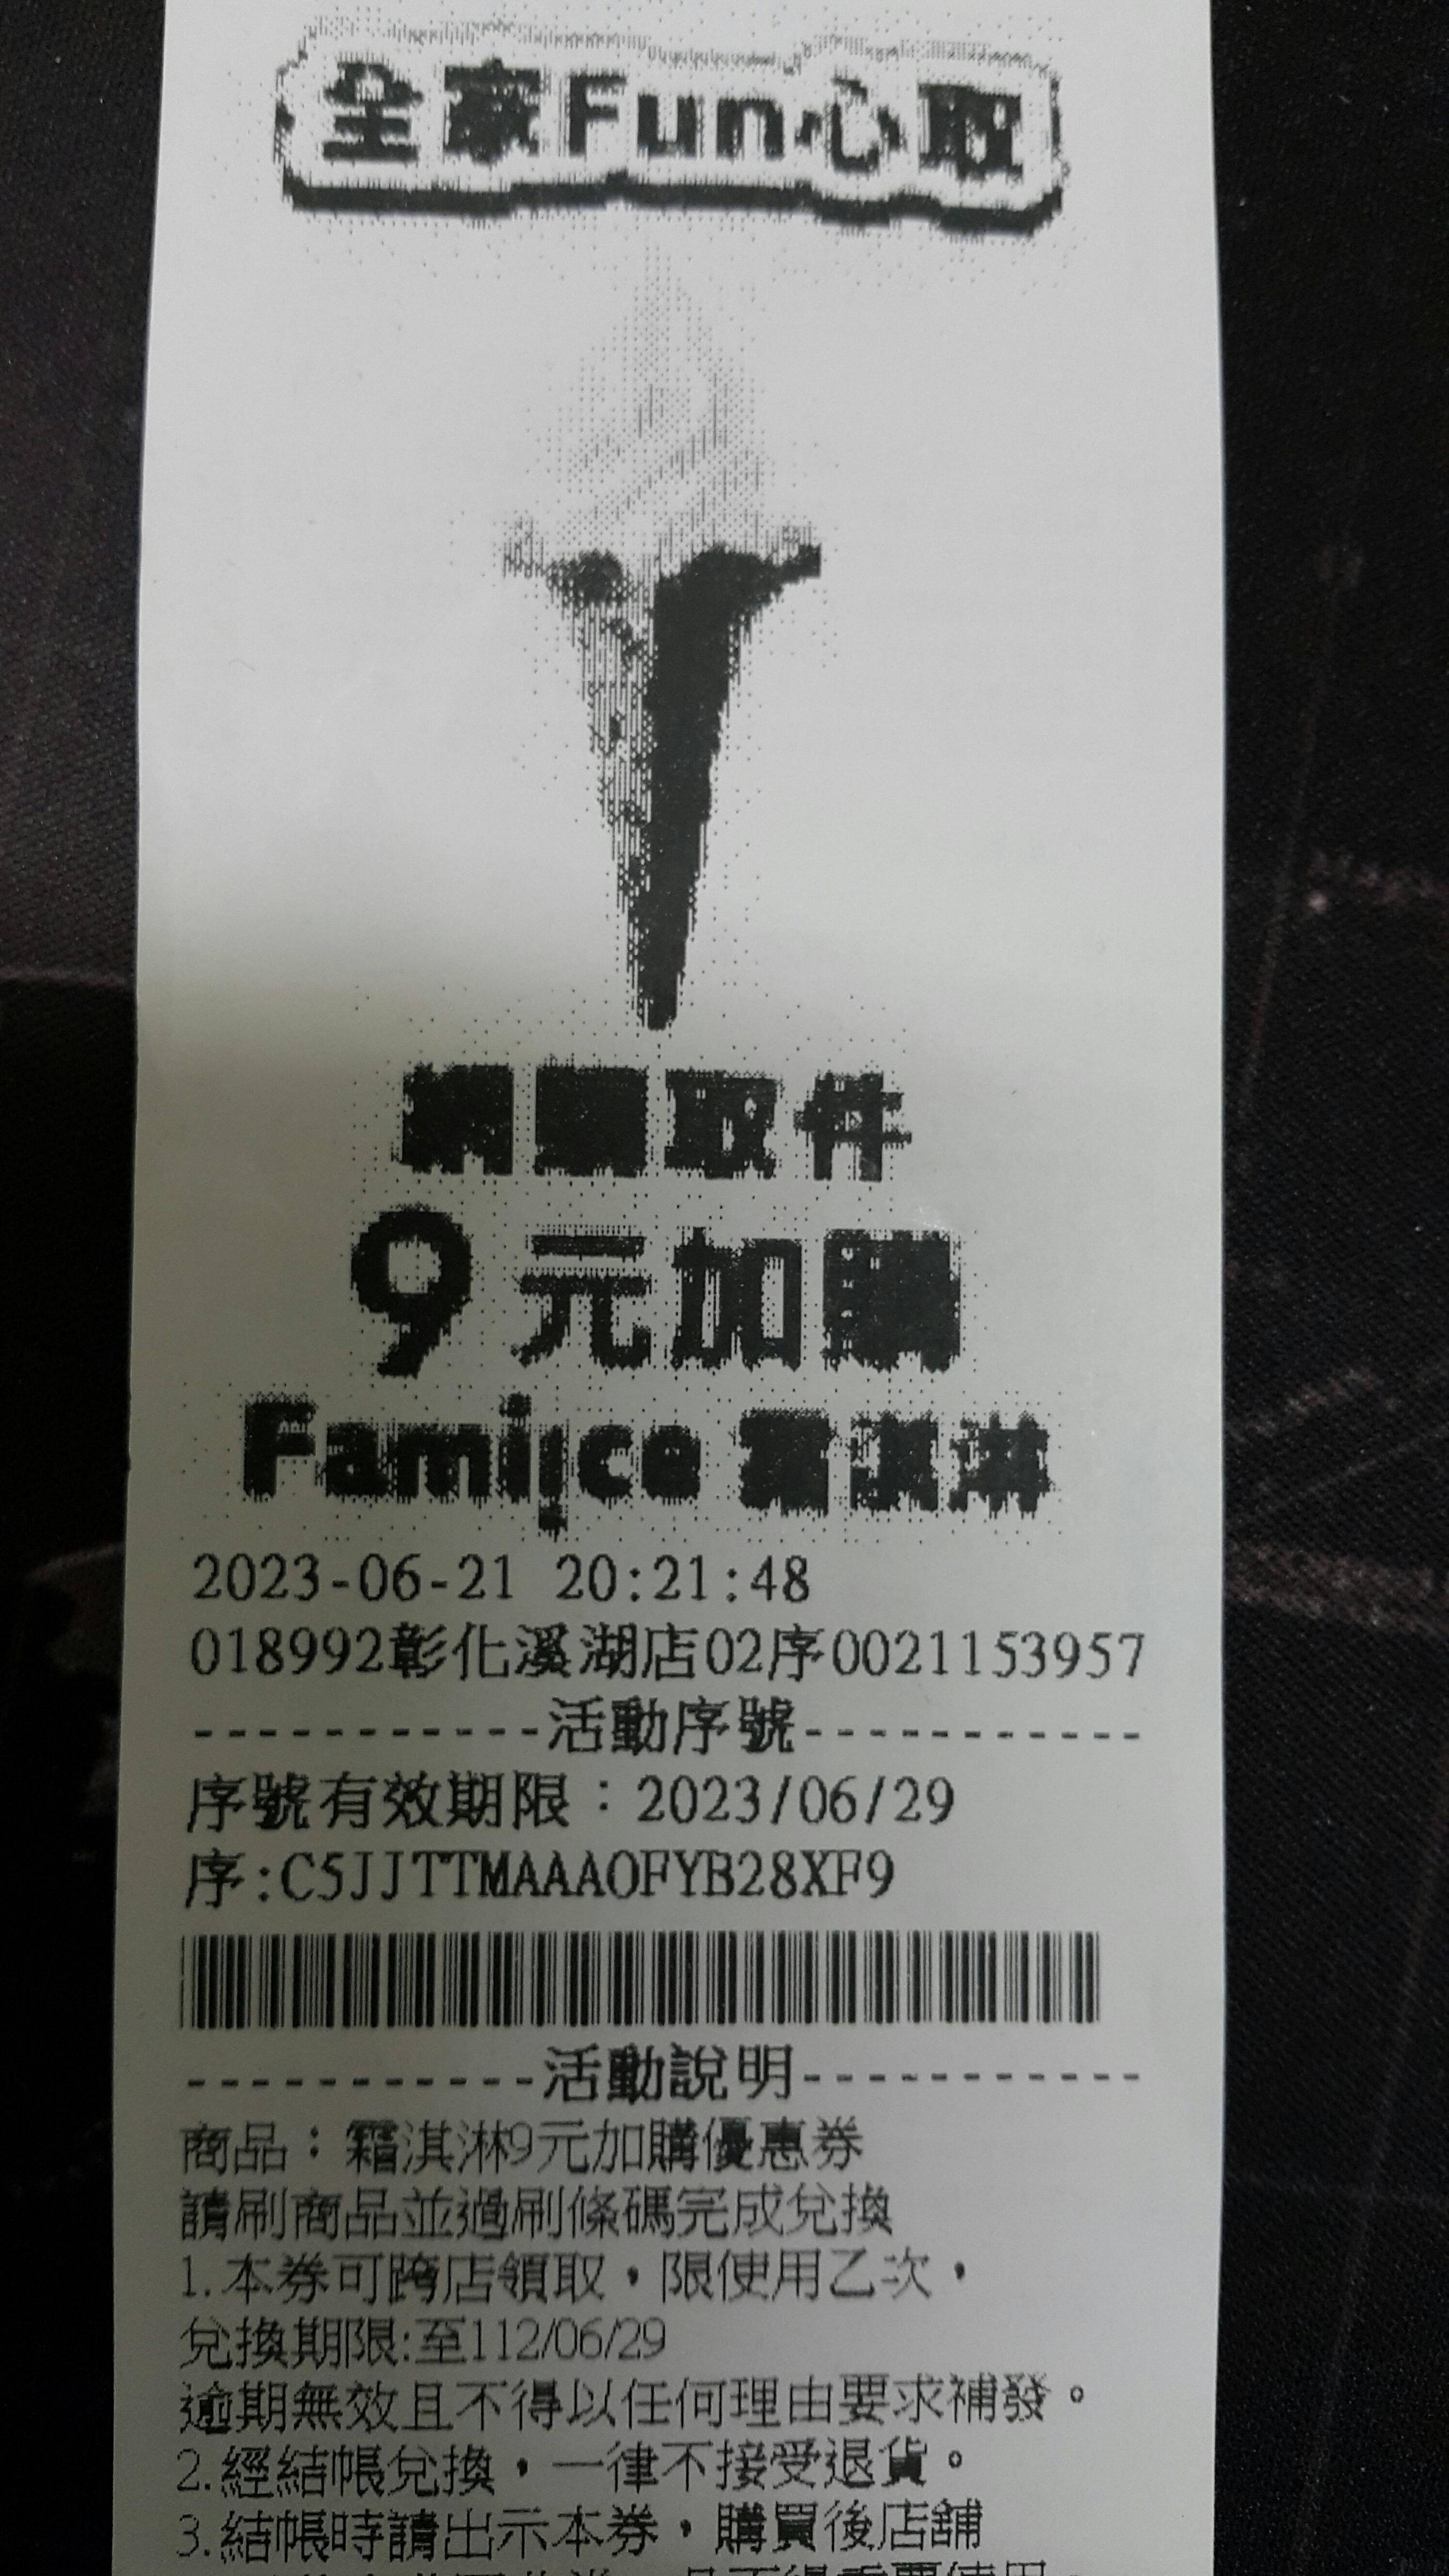 全家Fun心取
網購取件
9元加購
Fami!ce 霜淇淋
2023-06-21 20:21:48
018992彰化溪湖店02序0021153957
-----------活動序號-----------
序號有效期限：2023/06/29
序:C5JJTTMAAAOFYB28XF9
-----------活動說明-----------
商品：霜淇淋9元加購優惠券
請刷商品並過刷條碼完成兌換
1.本券可跨店領取，限使用乙次，
兌換期限:至112/06/29
逾期無效且不得以任何理由要求補發。
2.經結帳兌換，一律不接受退貨。
3.結帳時請出示本券，購買後店舖